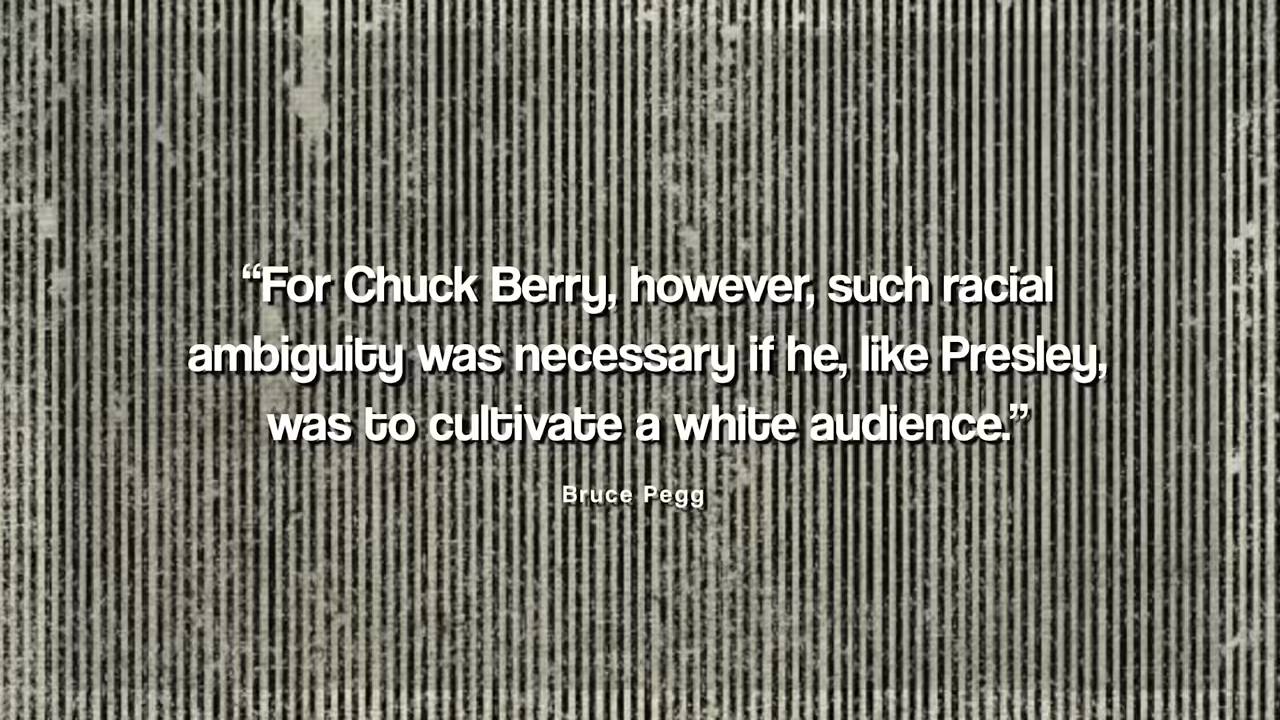 “For Chuck Berry, however, such racial
ambiguity was necessary if he, like Presley,
was to cultivate a white audience.”
Bruce Pegg